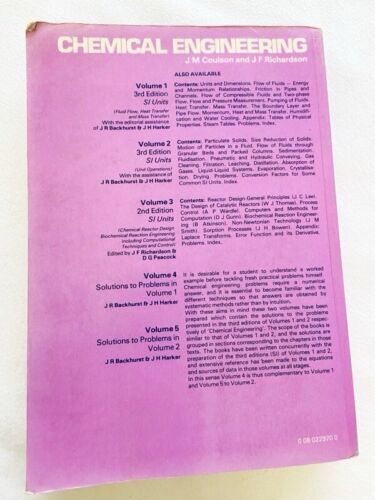 CHEMICAL ENGINEERING
J M Coulson and J F Richardson
ALSO AVAILABLE
Volume 1
3rd Edition
SI Units
(Fluid Flow, Heat Transfer
and Mass Transfer)
With the editorial assistance
of J R Backhurst & J H Harker
Contents: Units and Dimensions. Flow of Fluids — Energy
and Momentum Relationships. Friction in Pipes and
Channels. Flow of Compressible Fluids and Two-phase
Flow. Flow and Pressure Measurement. Pumping of Fluids.
Heat Transfer. Mass Transfer. The Boundary Layer and
Pipe Flow. Momentum, Heat and Mass Transfer. Humidifi-
cation and Water Cooling. Appendix: Tables of Physical
Properties. Steam Tables. Problems. Index.
Volume 2
3rd Edition
SI Units
(Unit Operations)
With the assistance of
J R Backhurst & J H Harker
Contents: Particulate Solids. Size Reduction of Solids.
Motion of Particles in a Fluid. Flow of Fluids through
Granular Beds and Packed Columns. Sedimentation.
Fluidisation. Pneumatic and Hydraulic Conveying. Gas
Cleaning. Filtration. Leaching. Distillation. Absorption of
Gases. Liquid-Liquid Systems. Evaporation. Crystallisa-
tion. Drying. Problems. Conversion Factors for Some
Common SI Units. Index.
Volume 3
2nd Edition
SI Units
(Chemical Reactor Design
Biochemical Reaction Engineering
including Computational
Techniques and Control)
Edited by J F Richardson &
D G Peacock
Contents: Reactor Design-General Principles (J C Lee).
The Design of Catalytic Reactors (W J Thomas). Process
Control (A P Wardle). Computers and Methods for
Computation (D J Gunn). Biochemical Reaction Engineer-
ing (B Atkinson). Non-Newtonian Technology (J M
Smith). Sorption Processes (J H Bowen). Appendix:
Laplace Transforms. Error Function and its Derivative.
Problems. Index.
Volume 4
Solutions to Problems in
Volume 1
J R Backhurst & J H Harker
Volume 5
Solutions to Problems in
Volume 2
J R Backhurst & J H Harker
It is desirable for a student to understand a worked
example before tackling fresh practical problems himself.
Chemical engineering problems require a numerical
answer, and it is essential to become familiar with the
different techniques so that answers are obtained by
systematic methods rather than by intuition.
With these aims in mind these two volumes have been
prepared which contain the solutions to the problems
presented in the third editions of Volumes 1 and 2 respec-
tively of 'Chemical Engineering'. The scope of the books is
similar to that of Volumes 1 and 2; and the solutions are
grouped in sections corresponding to the chapters in those
texts. The books have been written concurrently with the
preparation of the third editions (SI) of Volumes 1 and 2,
and extensive reference has been made to the equations
and sources of data in those volumes at all stages.
In this sense Volume 4 is thus complementary to Volume 1
and Volume 5 to Volume 2.
0 08 022970 0